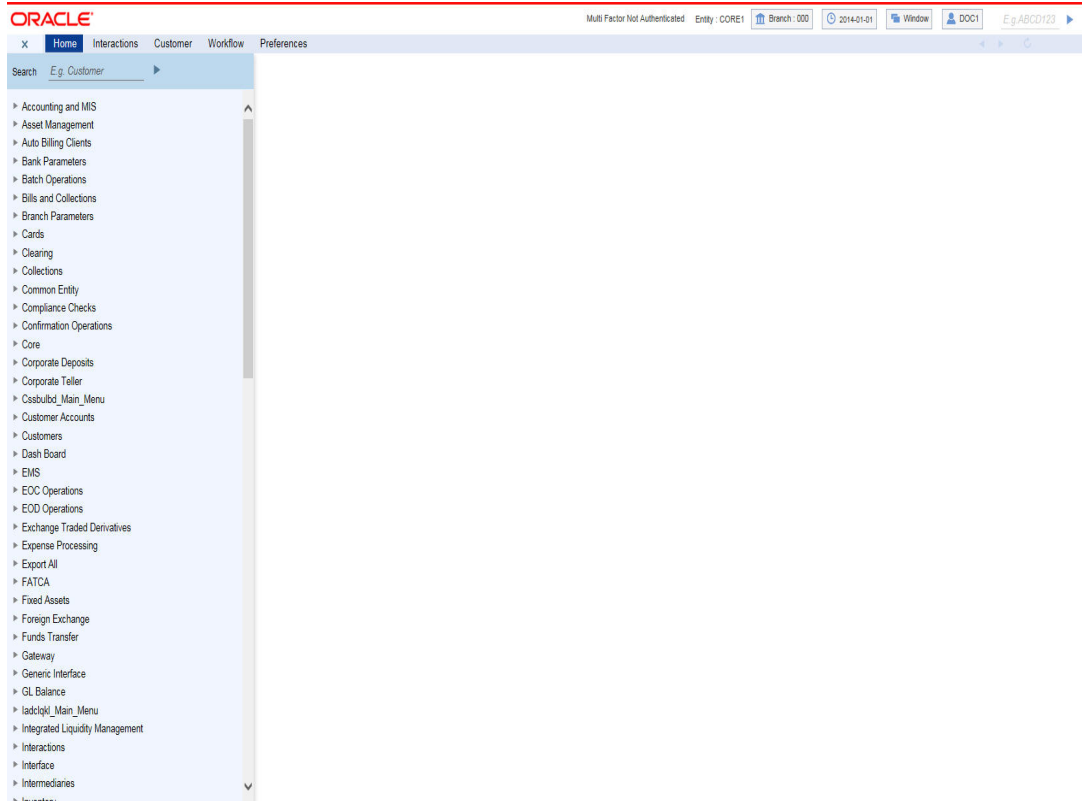 ORACLE
Multi Factor Not Authenticated Entity : CORE1 Branch : 000 2014-01-01 Window DOC1 E.g.ABCD123
x Home Interactions Customer Workflow Preferences
Search E.g. Customer
Accounting and MIS
Asset Management
Auto Billing Clients
Bank Parameters
Batch Operations
Bills and Collections
Branch Parameters
Cards
Clearing
Collections
Common Entity
Compliance Checks
Confirmation Operations
Core
Corporate Deposits
Corporate Teller
Cssbulbd_Main_Menu
Customer Accounts
Customers
Dash Board
EMS
EOC Operations
EOD Operations
Exchange Traded Derivatives
Expense Processing
Export All
FATCA
Fixed Assets
Foreign Exchange
Funds Transfer
Gateway
Generic Interface
GL Balance
Iadclqkl_Main_Menu
Integrated Liquidity Management
Interactions
Interface
Intermediaries
Inventory